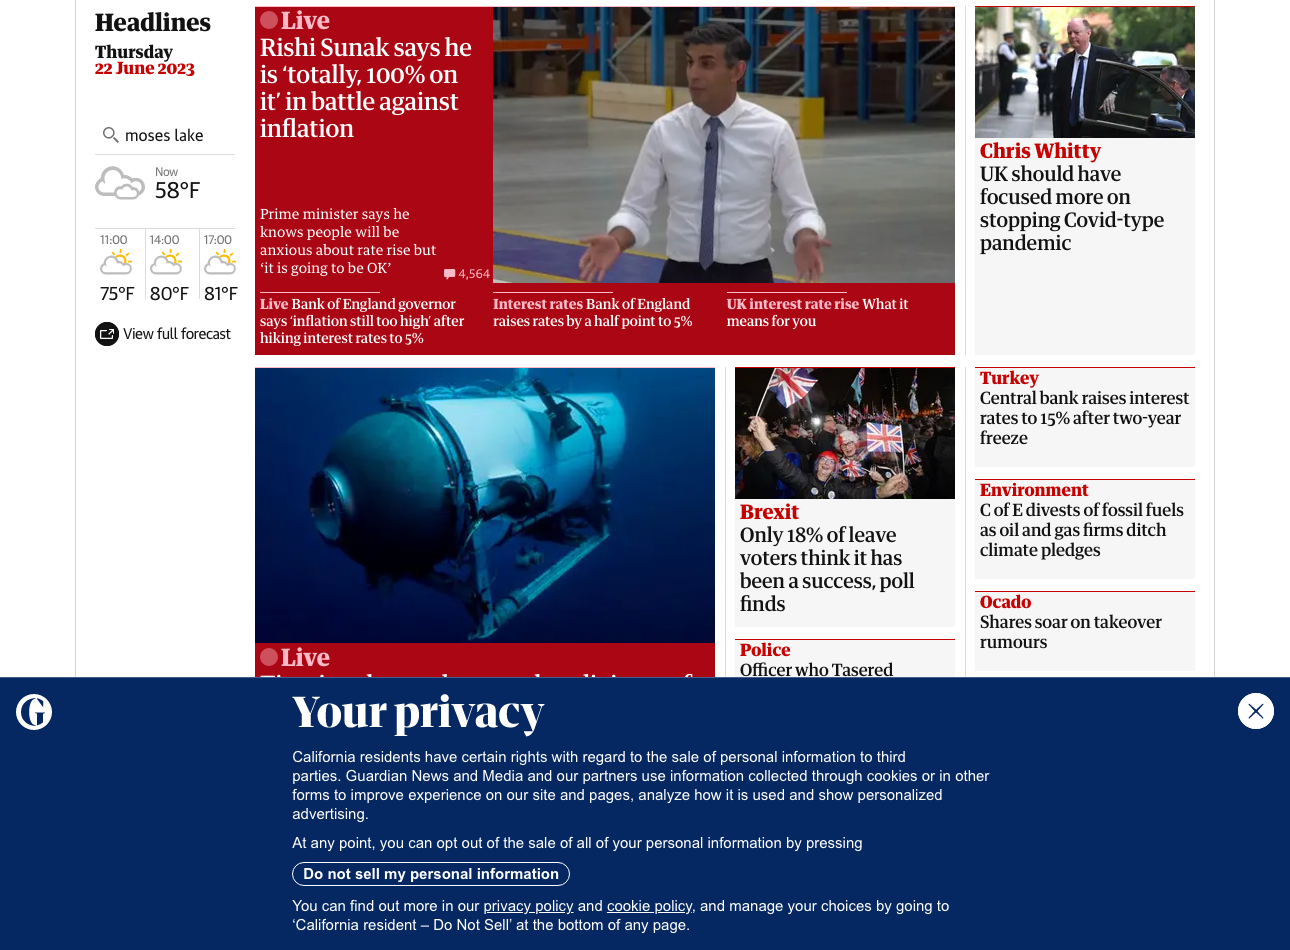 Headlines
Thursday
22 June 2023
moses lake
Now
58°F
11:00
14:00
17:00
75°F
80°F
81°F
View full forecast
Live
Rishi Sunak says he
is ‘totally, 100% on
it’ in battle against
inflation
Prime minister says he
knows people will be
anxious about rate rise but
‘it is going to be OK’
4,564
Live Bank of England governor
says ‘inflation still too high’ after
hiking interest rates to 5%
Interest rates Bank of England
raises rates by a half point to 5%
UK interest rate rise What it
means for you
Chris Whitty
UK should have
focused more on
stopping Covid-type
pandemic
Live
Brexit
Only 18% of leave
voters think it has
been a success, poll
finds
Police
Officer who Tasered
Turkey
Central bank raises interest
rates to 15% after two-year
freeze
Environment
C of E divests of fossil fuels
as oil and gas firms ditch
climate pledges
Ocado
Shares soar on takeover
rumours
Your privacy
California residents have certain rights with regard to the sale of personal information to third
parties. Guardian News and Media and our partners use information collected through cookies or in other
forms to improve experience on our site and pages, analyze how it is used and show personalized
advertising.
At any point, you can opt out of the sale of all of your personal information by pressing
Do not sell my personal information
You can find out more in our privacy policy and cookie policy, and manage your choices by going to
‘California resident – Do Not Sell’ at the bottom of any page.